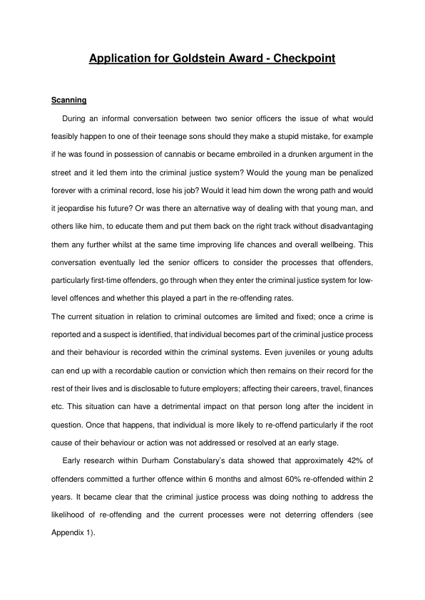 Application for Goldstein Award - Checkpoint
Scanning
During an informal conversation between two senior officers the issue of what would
feasibly happen to one of their teenage sons should they make a stupid mistake, for example
if he was found in possession of cannabis or became embroiled in a drunken argument in the
street and it led them into the criminal justice system? Would the young man be penalized
forever with a criminal record, lose his job? Would it lead him down the wrong path and would
it jeopardise his future? Or was there an alternative way of dealing with that young man, and
others like him, to educate them and put them back on the right track without disadvantaging
them any further whilst at the same time improving life chances and overall wellbeing. This
conversation eventually led the senior officers to consider the processes that offenders,
particularly first-time offenders, go through when they enter the criminal justice system for low-
level offences and whether this played a part in the re-offending rates.
The current situation in relation to criminal outcomes are limited and fixed; once a crime is
reported and a suspect is identified, that individual becomes part of the criminal justice process
and their behaviour is recorded within the criminal systems. Even juveniles or young adults
can end up with a recordable caution or conviction which then remains on their record for the
rest of their lives and is disclosable to future employers; affecting their careers, travel, finances
etc. This situation can have a detrimental impact on that person long after the incident in
question. Once that happens, that individual is more likely to re-offend particularly if the root
cause of their behaviour or action was not addressed or resolved at an early stage.
Early research within Durham Constabulary's data showed that approximately 42% of
offenders committed a further offence within 6 months and almost 60% re-offended within 2
years. It became clear that the criminal justice process was doing nothing to address the
likelihood of re-offending and the current processes were not deterring offenders (see
Appendix 1).